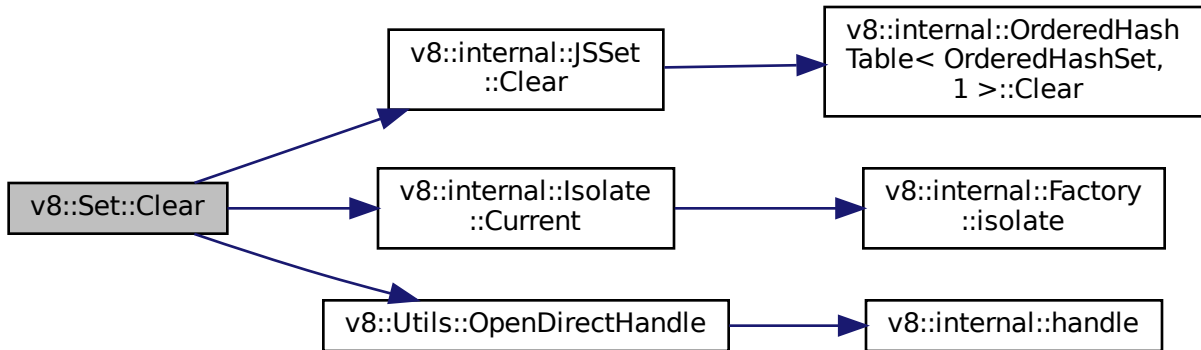 v8::Set::Clear
v8::internal::JSSet
::Clear
v8::internal::OrderedHash
Table< OrderedHashSet,
1 >::Clear
v8::internal::Isolate
::Current
v8::internal::Factory
::isolate
v8::Utils::OpenDirectHandle
v8::internal::handle